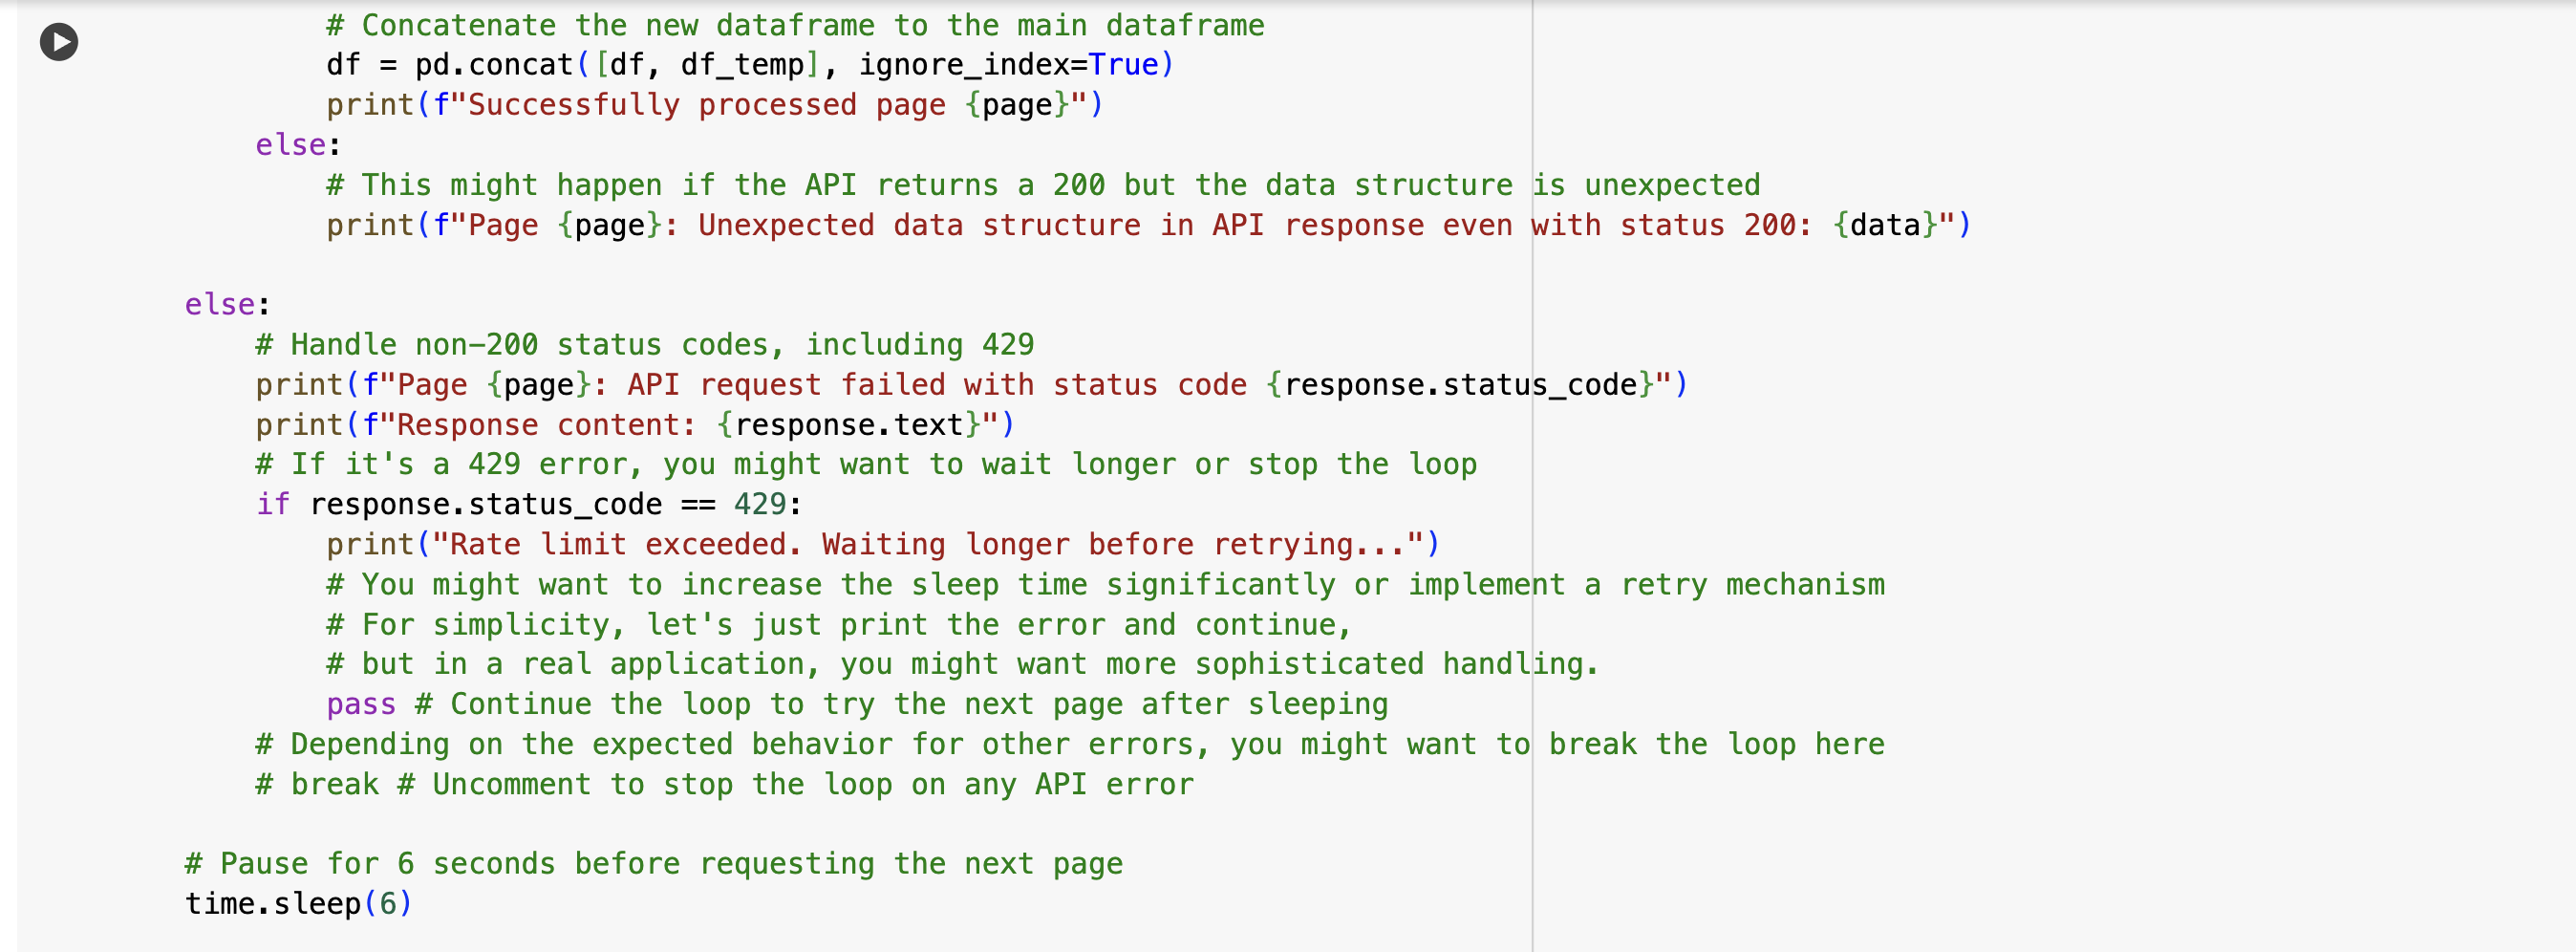 # Concatenate the new dataframe to the main dataframe
df = pd.concat([df, df_temp], ignore_index=True)
print(f"Successfully processed page {page}")
else:
# This might happen if the API returns a 200 but the data structure is unexpected
print(f"Page {page}: Unexpected data structure in API response even with status 200: {data}")
else:
# Handle non-200 status codes, including 429
print(f"Page {page}: API request failed with status code {response.status_code}")
print(f"Response content: {response.text}")
# If it's a 429 error, you might want to wait longer or stop the loop
if response.status_code == 429:
print("Rate limit exceeded. Waiting longer before retrying...")
# You might want to increase the sleep time significantly or implement a retry mechanism
# For simplicity, let's just print the error and continue,
# but in a real application, you might want more sophisticated handling.
pass # Continue the loop to try the next page after sleeping
# Depending on the expected behavior for other errors, you might want to break the loop here
# break # Uncomment to stop the loop on any API error
# Pause for 6 seconds before requesting the next page
time.sleep(6)